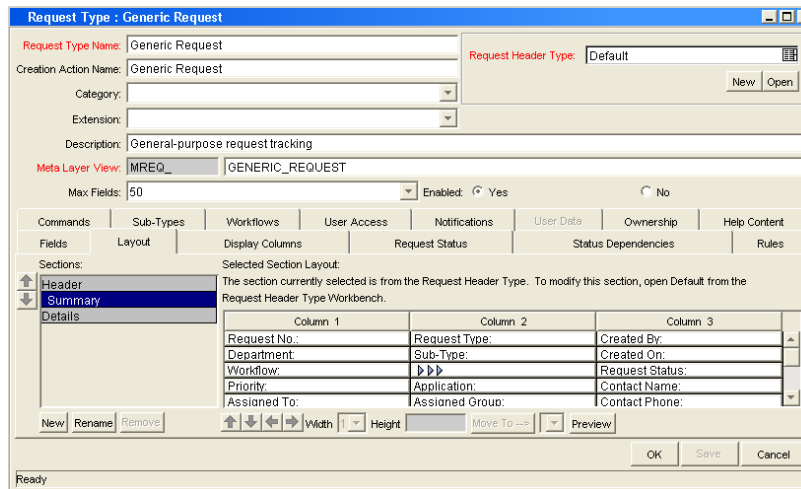 Request Type : Generic Request
Request Type Name: Generic Request
Request Header Type: Default
Creation Action Name: Generic Request
New Open
Category:
Extension:
Description: General-purpose request tracking
Meta Layer View: MREQ_ GENERIC_REQUEST
Max Fields: 50 Enabled: Yes No
Commands Sub-Types Workflows User Access Notifications User Data Ownership Help Content
Fields Layout Display Columns Request Status Status Dependencies Rules
Sections:
Header
Summary
Details
Selected Section Layout:
The section currently selected is from the Request Header Type. To modify this section, open Default from the
Request Header Type Workbench.
Column 1 Column 2 Column 3
Request No.: Request Type: Created By:
Department: Sub-Type: Created On:
Workflow: Request Status:
Priority: Application: Contact Name:
Assigned To: Assigned Group: Contact Phone:
New Rename Remove Width 1 Height Move To --> Preview
OK Save Cancel
Ready